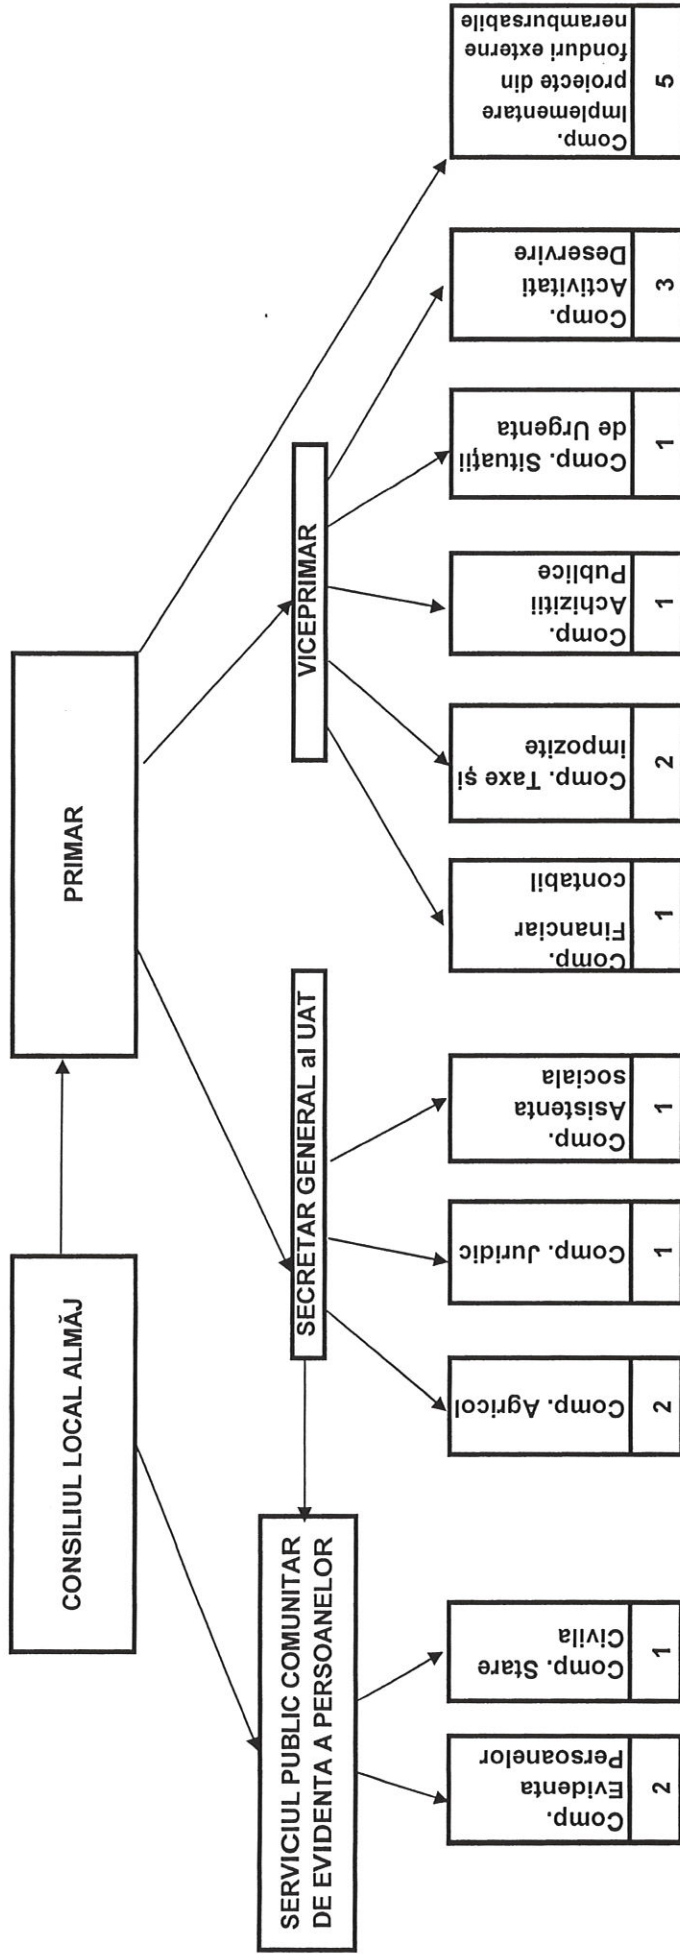 CONSILIUL LOCAL ALMĂJ
PRIMAR
SERVICIUL PUBLIC COMUNITAR
DE EVIDENTA A PERSOANELOR
SECRETAR GENERAL al UAT
VICEPRIMAR
Comp.
Evidenta
Persoanelor
2
Comp. Stare
Civila
1
Comp. Agricol
2
Comp. Juridic
1
Comp.
Asistenta
sociala
1
Comp.
Financiar
contabil
1
Comp. Taxe și
impozite
2
Comp.
Achizitii
Publice
1
Comp. Situații
de Urgenta
1
Comp.
Activitati
Deservire
3
Comp.
Implementare
proiecte din
fonduri externe
nerambursabile
5